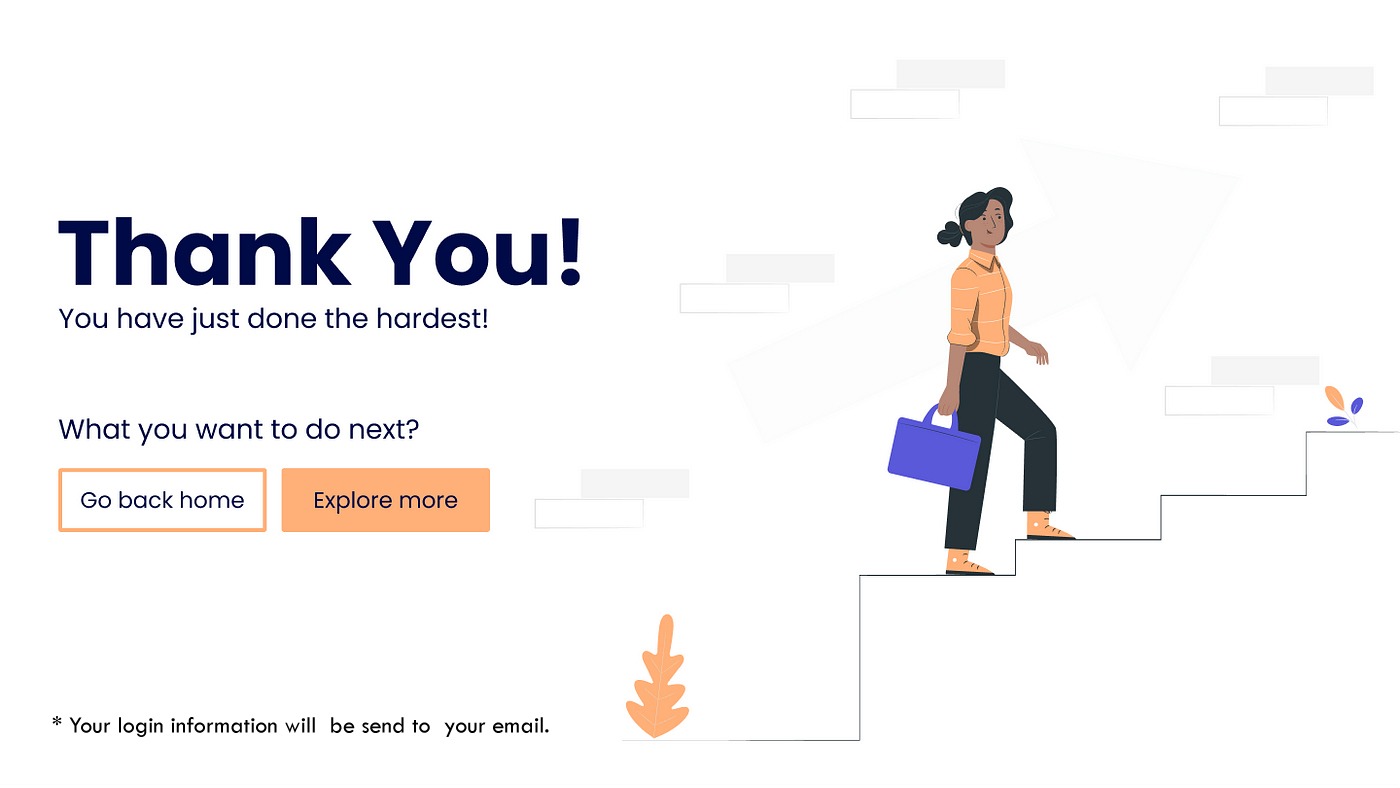 Thank You!
You have just done the hardest!
What you want to do next?
Go back home
Explore more
* Your login information will be send to your email.